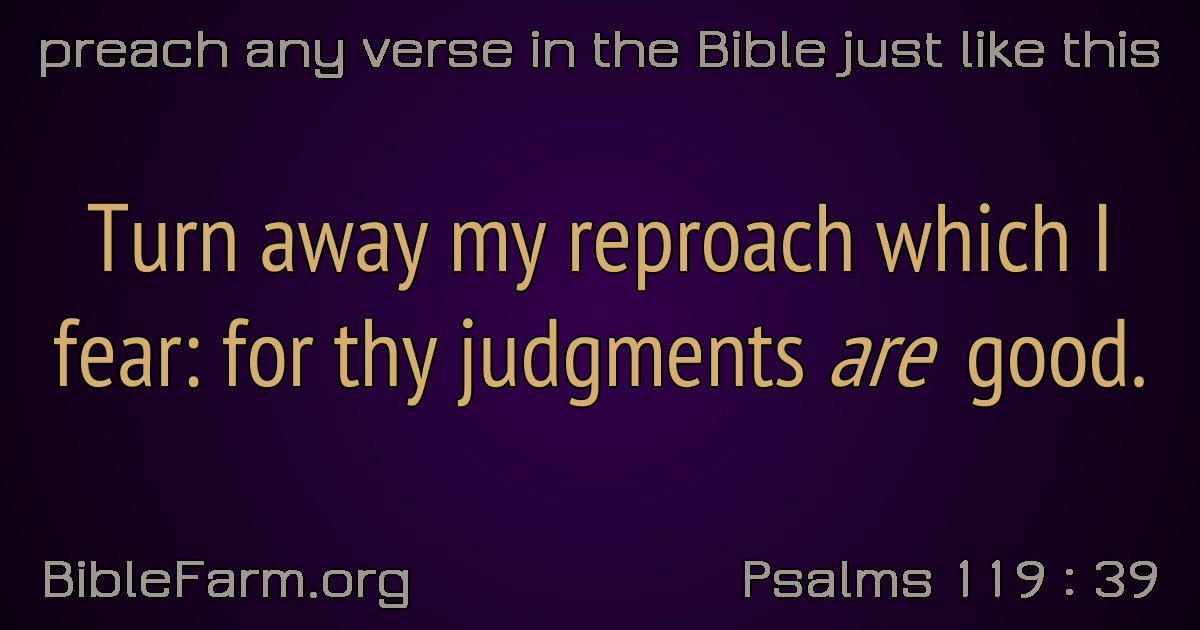 preach any verse in the Bible just like this
Turn away my reproach which I
fear: for thy judgments are good.
BibleFarm.org
Psalms 119 : 39